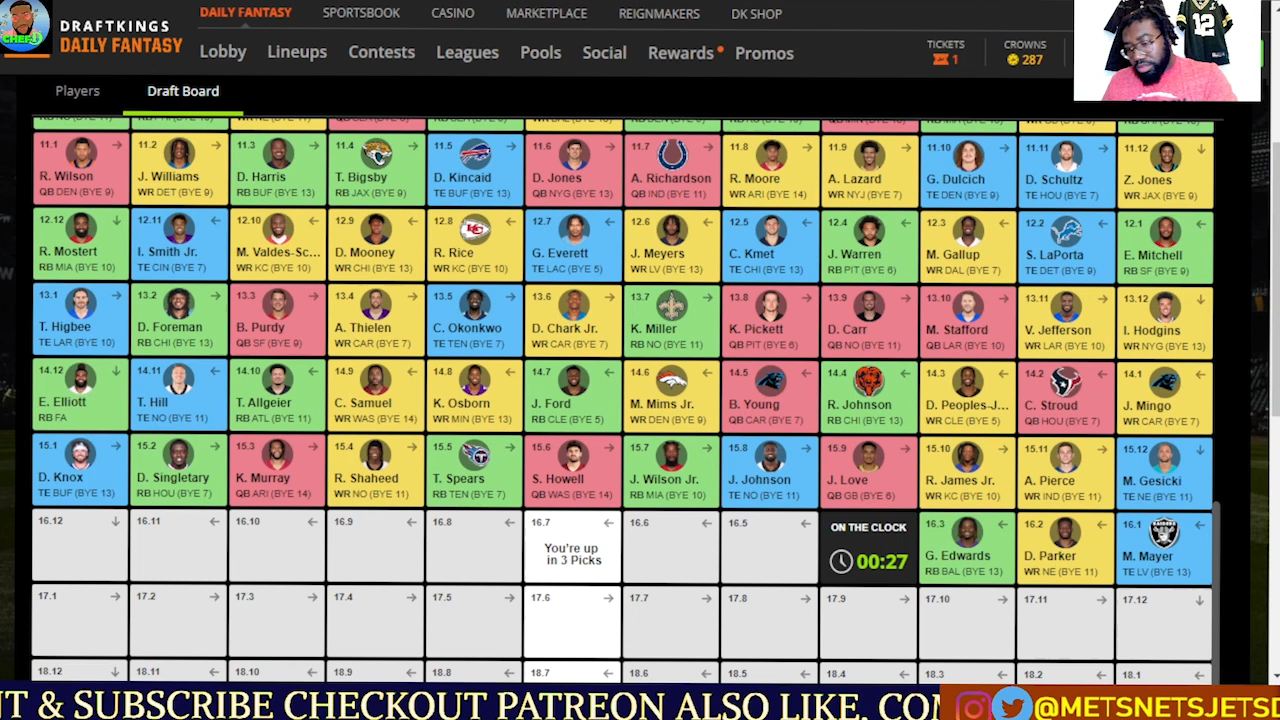 CHEF
DRAFTKINGS
DAILY FANTASY
DAILY FANTASY
SPORTSBOOK
CASINO
MARKETPLACE
REIGNMAKERS
DK SHOP
Lobby
Lineups
Contests
Leagues
Pools
Social
Rewards
Promos
TICKETS
1
CROWNS
287
12
Players
Draft Board
11.1
R. Wilson
QB DEN (BYE 9)
11.2
J. Williams
WR DET (BYE 9)
11.3
D. Harris
RB BUF (BYE 13)
11.4
T. Bigsby
RB JAX (BYE 9)
11.5
D. Kincaid
TE BUF (BYE 13)
11.6
D. Jones
QB NYG (BYE 13)
11.7
A. Richardson
QB IND (BYE 11)
11.8
R. Moore
WR ARI (BYE 14)
11.9
A. Lazard
WR NYJ (BYE 7)
11.10
G. Dulcich
TE DEN (BYE 9)
11.11
D. Schultz
TE HOU (BYE 7)
11.12
Z. Jones
WR JAX (BYE 9)
12.12
R. Mostert
RB MIA (BYE 10)
12.11
I. Smith Jr.
TE CIN (BYE 7)
12.10
M. Valdes-Sc...
WR KC (BYE 10)
12.9
D. Mooney
WR CHI (BYE 13)
12.8
R. Rice
WR KC (BYE 10)
12.7
G. Everett
TE LAC (BYE 5)
12.6
J. Meyers
WR LV (BYE 13)
12.5
C. Kmet
TE CHI (BYE 13)
12.4
J. Warren
RB PIT (BYE 6)
12.3
M. Gallup
WR DAL (BYE 7)
12.2
S. LaPorta
TE DET (BYE 9)
12.1
E. Mitchell
RB SF (BYE 9)
13.1
T. Higbee
TE LAR (BYE 10)
13.2
D. Foreman
RB CHI (BYE 13)
13.3
B. Purdy
QB SF (BYE 9)
13.4
A. Thielen
WR CAR (BYE 7)
13.5
C. Okonkwo
TE TEN (BYE 7)
13.6
D. Chark Jr.
WR CAR (BYE 7)
13.7
K. Miller
RB NO (BYE 11)
13.8
K. Pickett
QB PIT (BYE 6)
13.9
D. Carr
QB NO (BYE 11)
13.10
M. Stafford
QB LAR (BYE 10)
13.11
V. Jefferson
WR LAR (BYE 10)
13.12
I. Hodgins
WR NYG (BYE 13)
14.12
E. Elliott
RB FA
14.11
T. Hill
TE NO (BYE 11)
14.10
T. Allgeier
RB ATL (BYE 11)
14.9
C. Samuel
WR WAS (BYE 14)
14.8
K. Osborn
WR MIN (BYE 13)
14.7
J. Ford
RB CLE (BYE 5)
14.6
M. Mims Jr.
WR DEN (BYE 9)
14.5
B. Young
QB CAR (BYE 7)
14.4
R. Johnson
RB CHI (BYE 13)
14.3
D. Peoples-J...
WR CLE (BYE 5)
14.2
C. Stroud
QB HOU (BYE 7)
14.1
J. Mingo
WR CAR (BYE 7)
15.1
D. Knox
TE BUF (BYE 13)
15.2
D. Singletary
RB HOU (BYE 7)
15.3
K. Murray
QB ARI (BYE 14)
15.4
R. Shaheed
WR NO (BYE 11)
15.5
T. Spears
RB TEN (BYE 7)
15.6
S. Howell
QB WAS (BYE 14)
15.7
J. Wilson Jr.
RB MIA (BYE 10)
15.8
J. Johnson
TE NO (BYE 11)
15.9
J. Love
QB GB (BYE 6)
15.10
R. James Jr.
WR KC (BYE 10)
15.11
A. Pierce
WR IND (BYE 11)
15.12
M. Gesicki
TE NE (BYE 11)
16.12
16.11
16.10
16.9
16.8
16.7
You're up
in 3 Picks
16.6
16.5
ON THE CLOCK
00:27
16.3
G. Edwards
RB BAL (BYE 13)
16.2
D. Parker
WR NE (BYE 11)
16.1
M. Mayer
TE LV (BYE 13)
17.1
17.2
17.3
17.4
17.5
17.6
17.7
17.8
17.9
17.10
17.11
17.12
18.12
18.11
18.10
18.9
18.8
18.7
18.6
18.5
18.4
18.3
18.2
18.1
& SUBSCRIBE CHECKOUT PATREON ALSO LIKE,
@METSNETSJETS